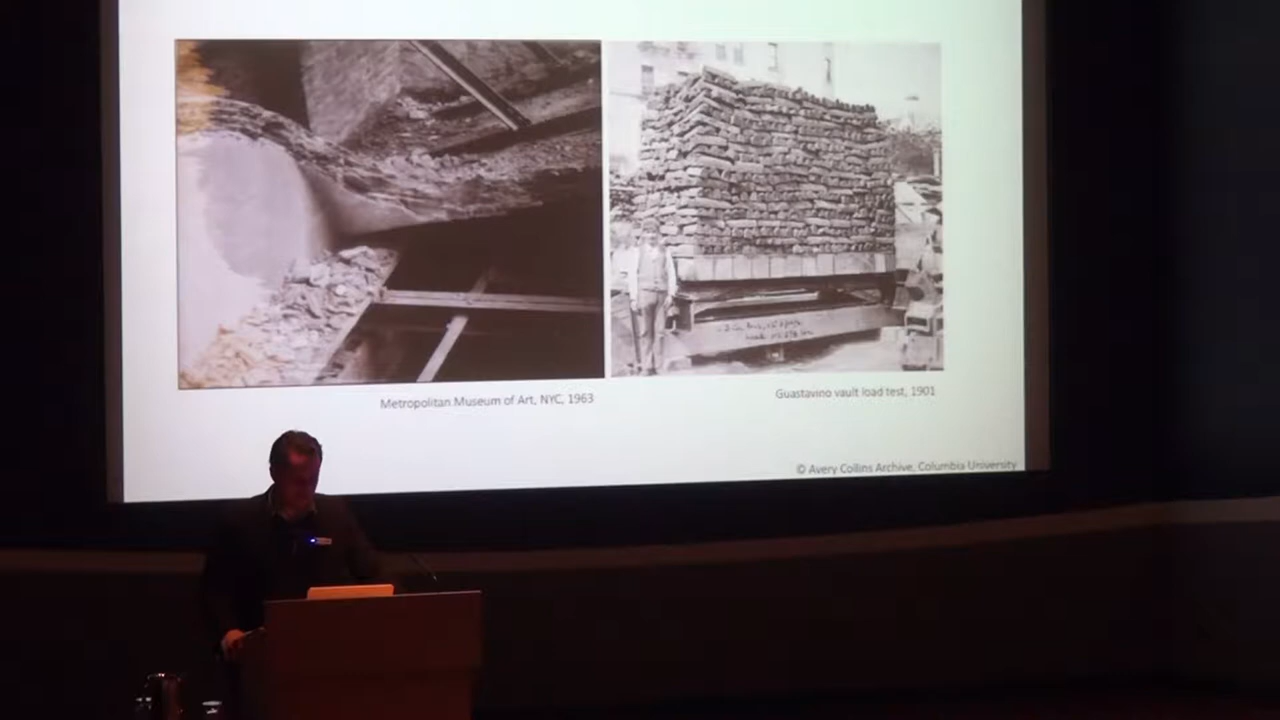 Metropolitan Museum of Art, NYC, 1963
Guastavino vault load test, 1901
© Avery Collins Archive, Columbia University